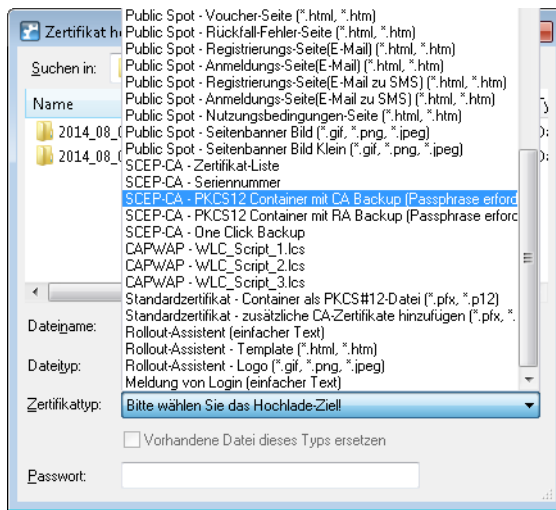 Public Spot - Voucher-Seite (*.html, *.htm)
Zertifikat h
Public Spot - Rückfall-Fehler-Seite (*.html, *.htm)
Public Spot - Registrierungs-Seite(E-Mail) (*.html, *.htm)
Suchen in:
Public Spot - Anmeldungs-Seite(E-Mail) (*.html, *.htm)
Public Spot - Registrierungs-Seite(E-Mail zu SMS) (*.html, *.htm)
Name
Public Spot - Anmeldungs-Seite(E-Mail zu SMS) (*.html, *.htm)
Public Spot - Nutzungsbedingungen-Seite (*.html, *.htm)
2014_08_0
Public Spot - Seitenbanner Bild (*.gif, *.png, *.jpeg)
2014_08_0
Public Spot - Seitenbanner Bild Klein (*.gif, *.png, *.jpeg)
SCEP-CA - Zertifikat-Liste
SCEP-CA - Seriennummer
SCEP-CA - PKCS12 Container mit CA Backup (Passphrase erford
SCEP-CA - PKCS12 Container mit RA Backup (Passphrase erforc
SCEP-CA - One Click Backup
CAPWAP - WLC_Script_1.lcs
CAPWAP - WLC_Script_2.lcs
CAPWAP - WLC_Script_3.lcs
Standardzertifikat - Container als PKCS#12-Datei (*.pfx, *.p12)
Standardzertifikat - zusätzliche CA-Zertifikate hinzufügen (*.pfx, *.
Dateiname:
Rollout-Assistent (einfacher Text)
Rollout-Assistent - Template (*.html, *.htm)
Dateityp:
Rollout-Assistent - Logo (*.gif, *.png, *.jpeg)
Meldung von Login (einfacher Text)
Zertifikattyp:
Bitte wählen Sie das Hochlade-Ziel!
Vorhandene Datei dieses Typs ersetzen
Passwort: